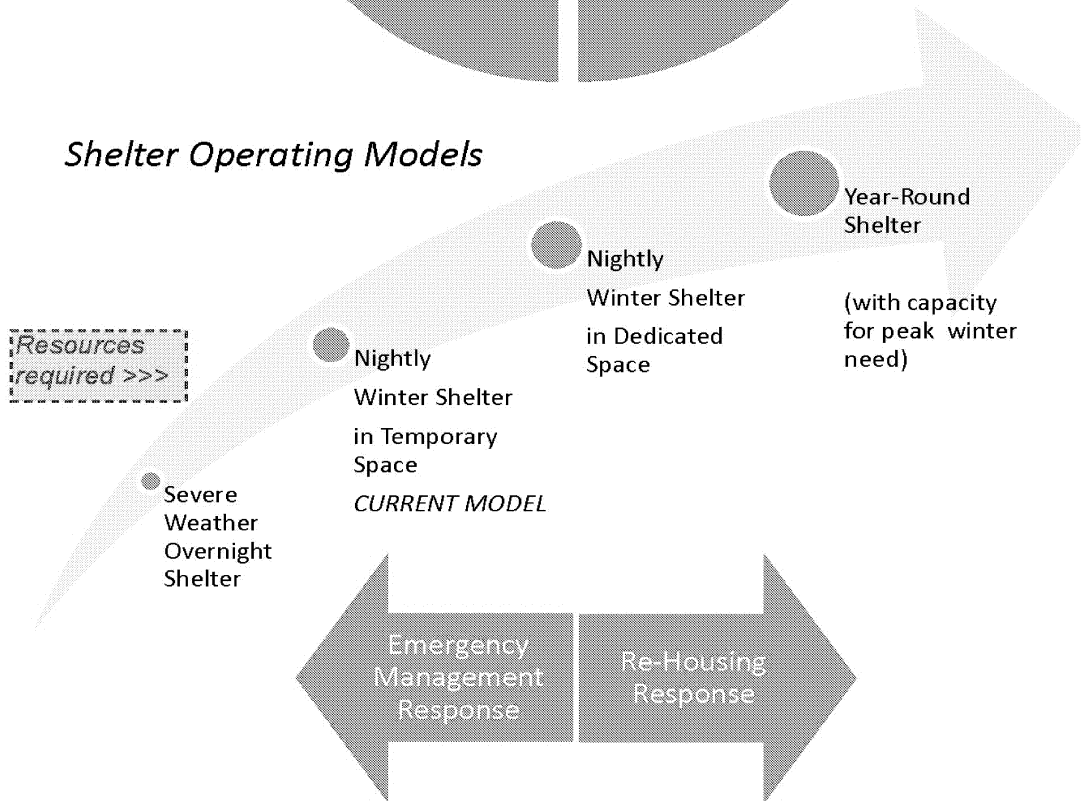 Shelter Operating Models
Year-Round
Shelter
(with capacity
for peak winter
need)
Nightly
Winter Shelter
in Dedicated
Space
Resources
required >>>
Nightly
Winter Shelter
in Temporary
Space
CURRENT MODEL
Severe
Weather
Overnight
Shelter
Emergency
Management
Response
Re-Housing
Response